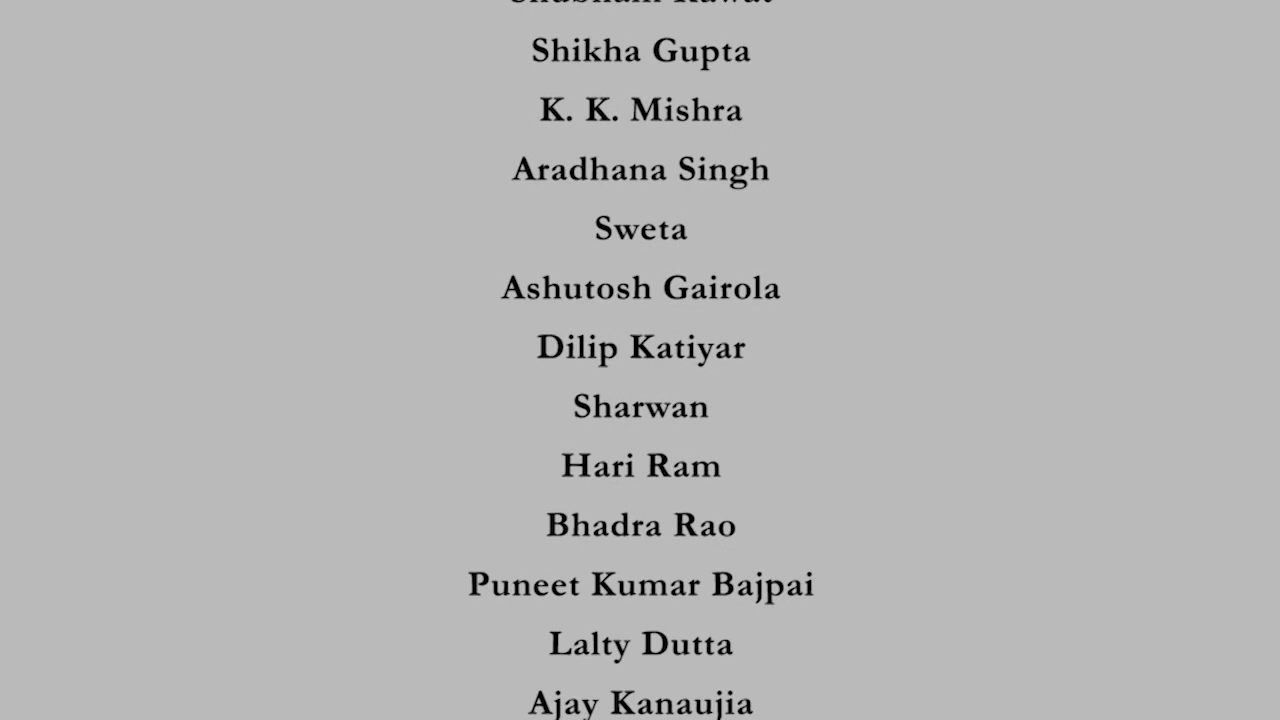 Shikha Gupta
K. K. Mishra
Aradhana Singh
Sweta
Ashutosh Gairola
Dilip Katiyar
Sharwan
Hari Ram
Bhadra Rao
Puneet Kumar Bajpai
Lalty Dutta
Ajay Kanaujia